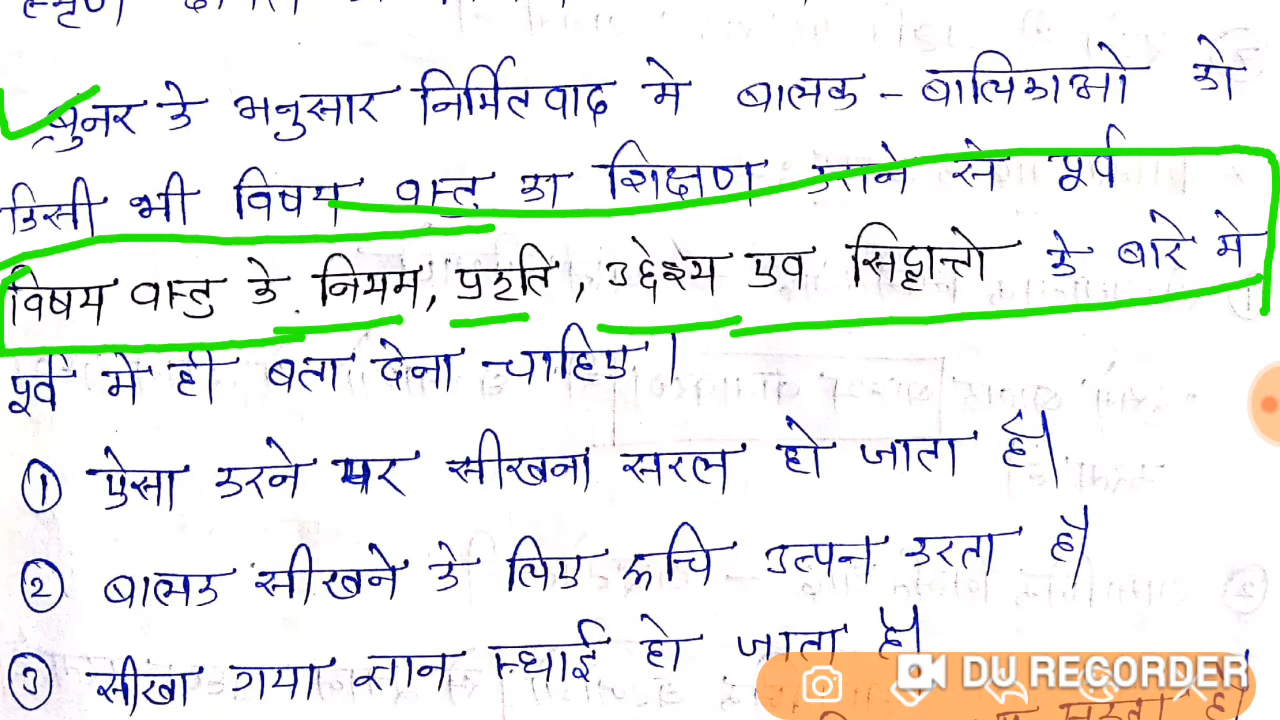 ब्रुनर के अनुसार निर्मितवाद मे बालक - बालिकाओ को
किसी भी विषय वस्तु का शिक्षण कराने से पूर्व
विषय वस्तु के नियम, प्रकृति, उद्देश्य एव सिद्धान्तो के बारे मे
पूर्व मे ही बता देना चाहिए।
① ऐसा करने पर सीखना सरल हो जाता है।
② बालक सीखने के लिए रूचि उत्पन करता है।
③ सीखा गया ज्ञान स्थाई हो जाता है।
DU RECORDER